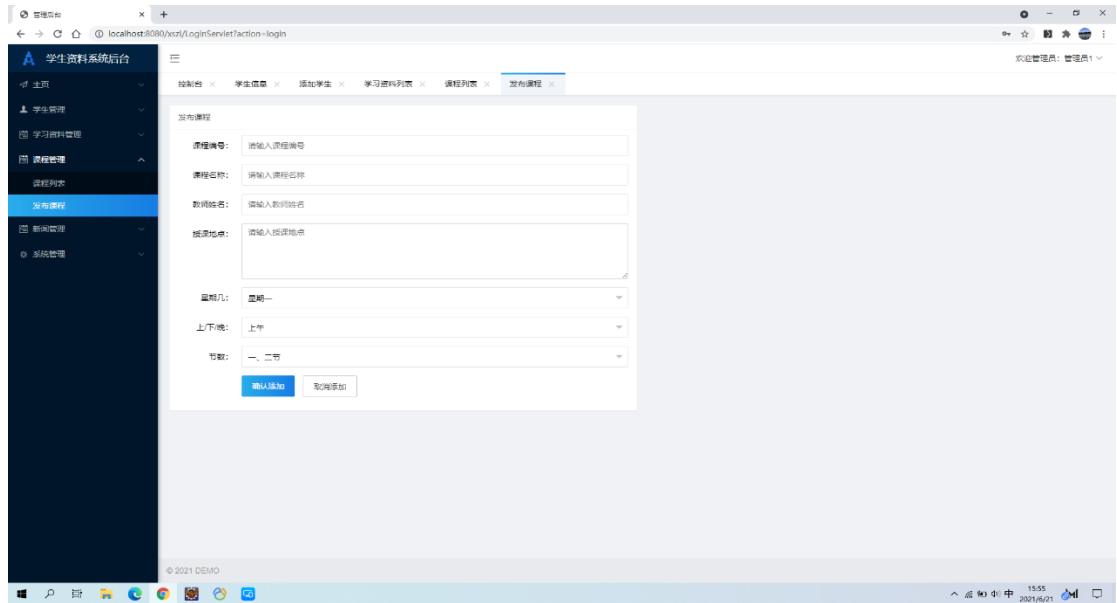 管理后台
localhost:8080/xszl/LoginServlet?action=login
学生资料系统后台
欢迎管理员：管理员1
主页
控制台 学生信息 添加学生 学习资料列表 课程列表 发布课程
学生管理
学习资料管理
课程管理
课程列表
发布课程
新闻管理
系统管理
发布课程
课程编号： 请输入课程编号
课程名称： 请输入课程名称
教师姓名： 请输入教师姓名
授课地点： 请输入授课地点
星期几： 星期一
上/下/晚： 上午
节数： 一、二节
确认添加 取消添加
© 2021 DEMO
中
15:55
2021/6/21